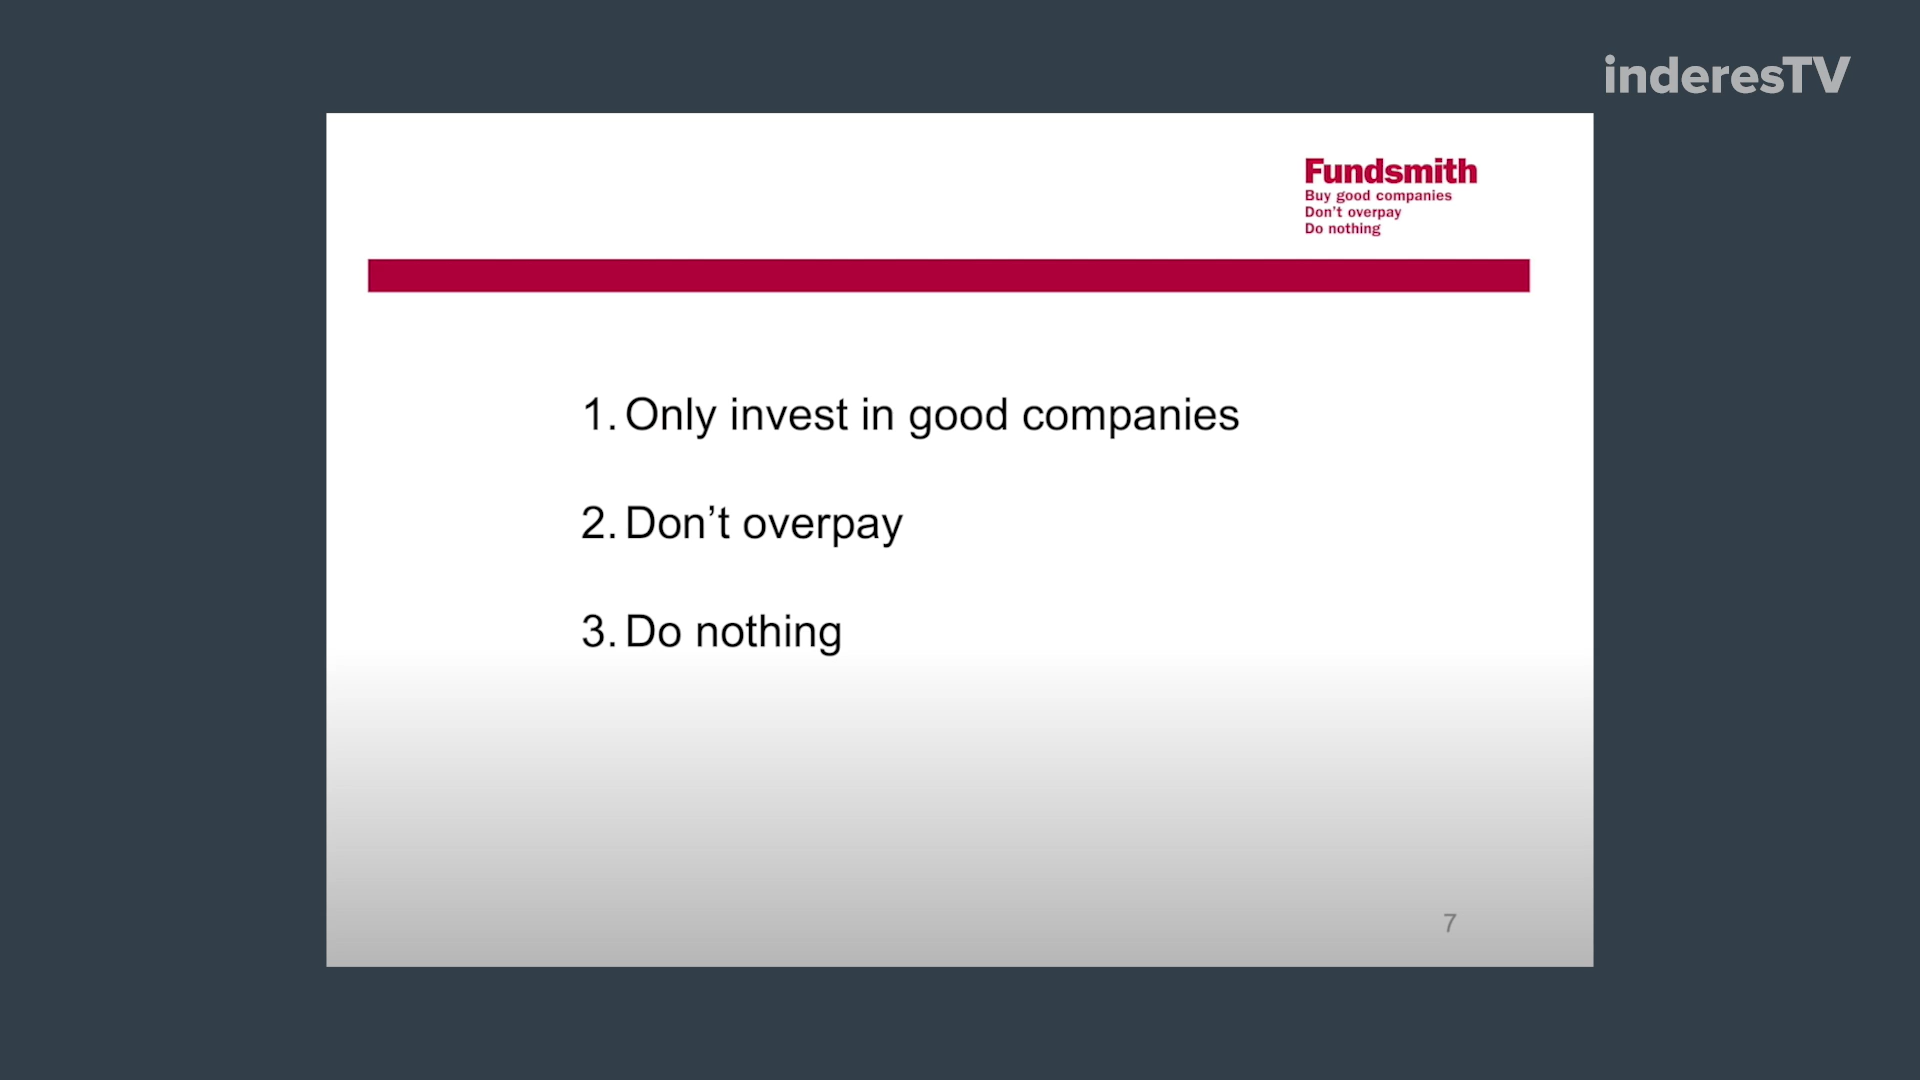 inderesTV
Fundsmith
Buy good companies
Don't overpay
Do nothing
1. Only invest in good companies
2. Don’t overpay
3. Do nothing
7